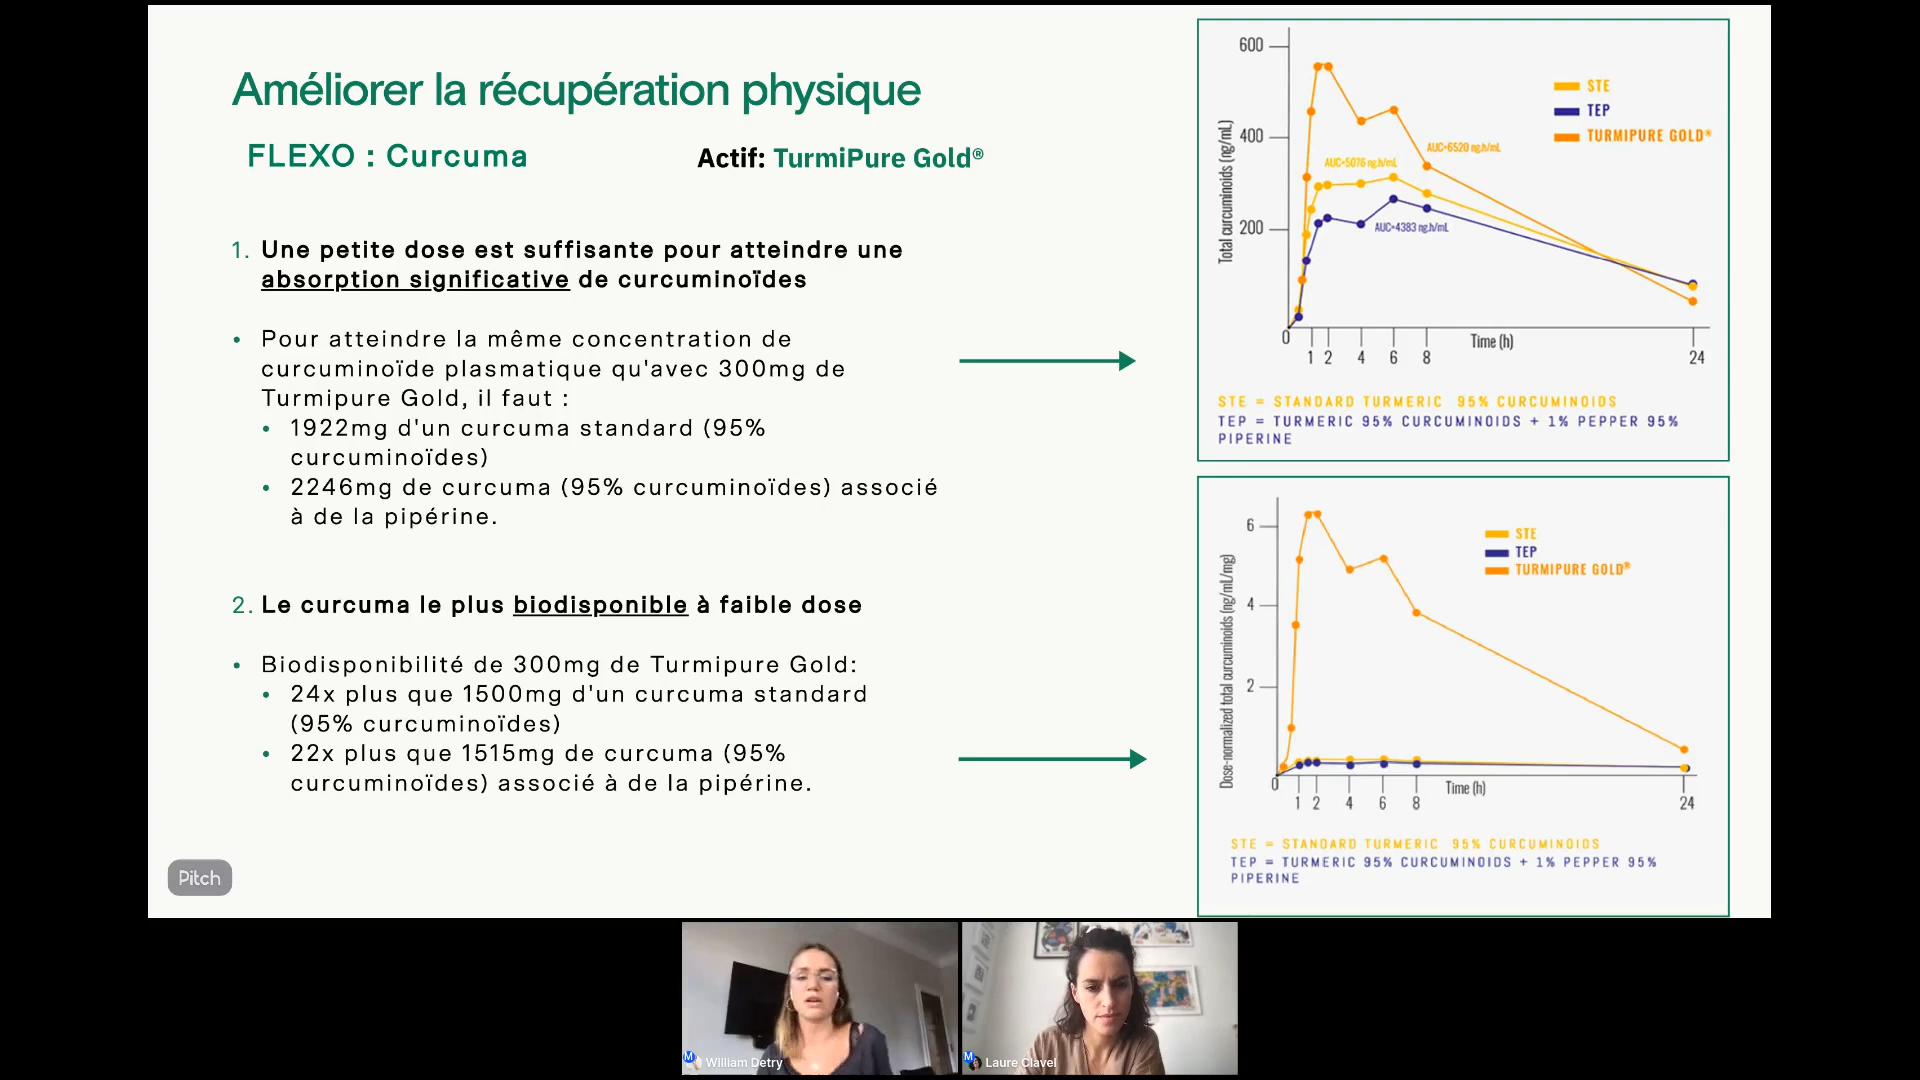 Améliorer la récupération physique
FLEXO : Curcuma
Actif: TurmiPure Gold®
1. Une petite dose est suffisante pour atteindre une
absorption significative de curcuminoïdes
• Pour atteindre la même concentration de
curcuminoïde plasmatique qu'avec 300mg de
Turmipure Gold, il faut :
• 1922mg d'un curcuma standard (95%
curcuminoïdes)
• 2246mg de curcuma (95% curcuminoïdes) associé
à de la pipérine.
2. Le curcuma le plus biodisponible à faible dose
• Biodisponibilité de 300mg de Turmipure Gold:
• 24x plus que 1500mg d'un curcuma standard
(95% curcuminoïdes)
• 22x plus que 1515mg de curcuma (95%
curcuminoïdes) associé à de la pipérine.
Pitch
600
400
200
Total curcuminoids (ng/mL)
STE
TEP
TURMIPURE GOLD®
AUC=6520 ng.h/mL
AUC=5076 ng.h/mL
AUC=4383 ng.h/mL
0
Time (h)
1 2 4 6 8 24
STE = STANDARD TURMERIC 95% CURCUMINOIDS
TEP = TURMERIC 95% CURCUMINOIDS + 1% PEPPER 95%
PIPERINE
6
4
2
Dose-normalized total curcuminoids (ng/mL/mg)
STE
TEP
TURMIPURE GOLD®
0
Time (h)
1 2 4 6 8 24
STE = STANDARD TURMERIC 95% CURCUMINOIDS
TEP = TURMERIC 95% CURCUMINOIDS + 1% PEPPER 95%
PIPERINE
M William Detry
M Laure Clavel